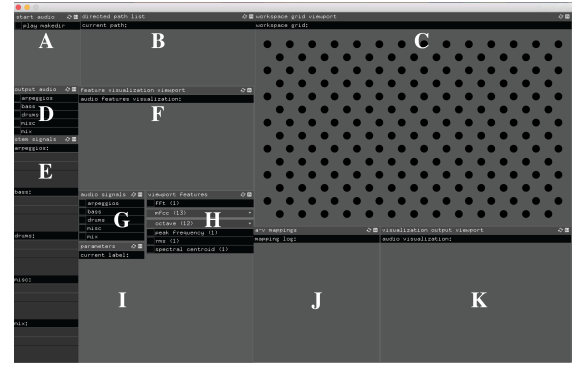 start audio
play makedir
A
directed path list
current path:
B
workspace grid viewport
workspace grid:
C
output audio
arpeggios
bass
drums
misc
mix
D
stem signals
arpeggios:
bass:
drums:
misc:
mix:
E
feature visualization viewport
audio features visualization:
F
audio signals
arpeggios
bass
drums
misc
mix
G
viewport features
fft (1)
mfcc (13)
octave (12)
peak frequency (1)
rms (1)
spectral centroid (1)
H
parameters
current label:
I
a-v mappings
mapping log:
J
visualization output viewport
audio visualization:
K